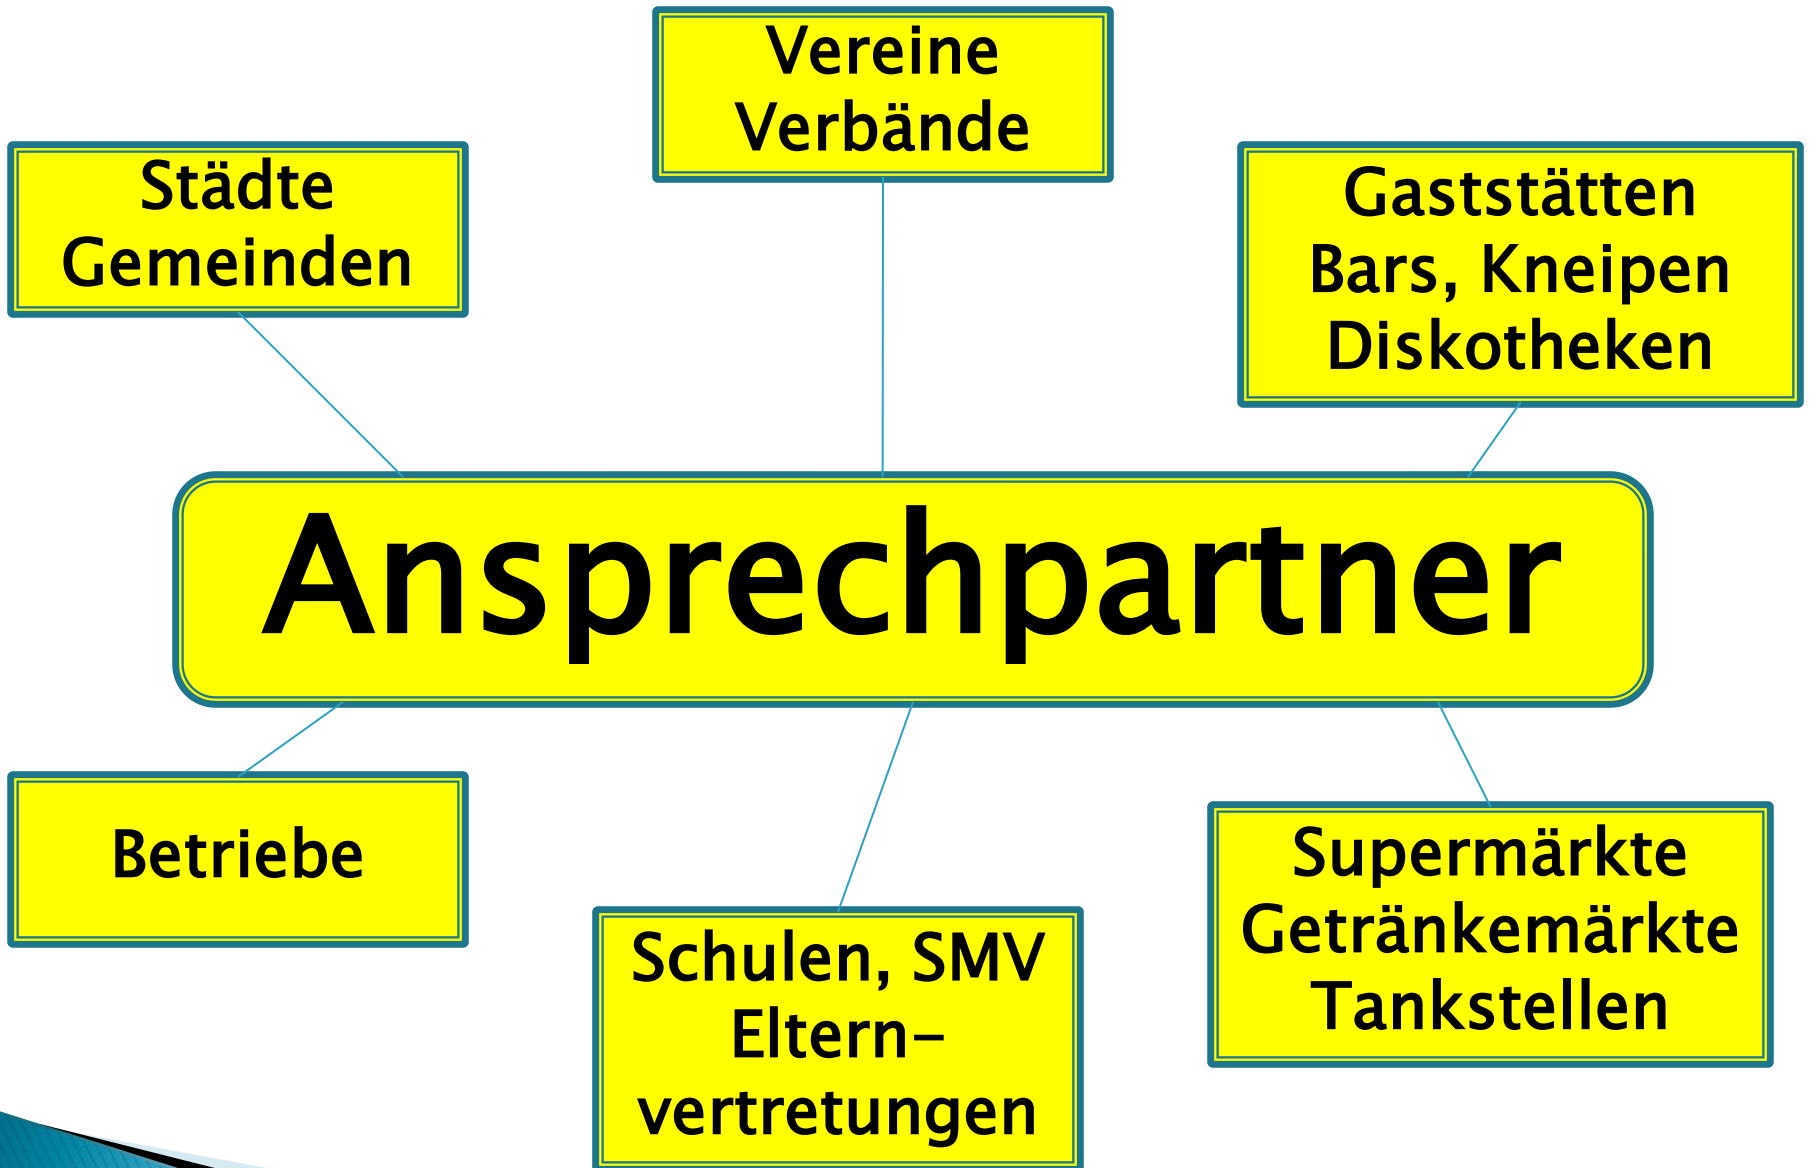 Vereine
Verbände
Städte
Gemeinden
Gaststätten
Bars, Kneipen
Diskotheken
Ansprechpartner
Betriebe
Schulen, SMV
Eltern-
vertretungen
Supermärkte
Getränkemärkte
Tankstellen